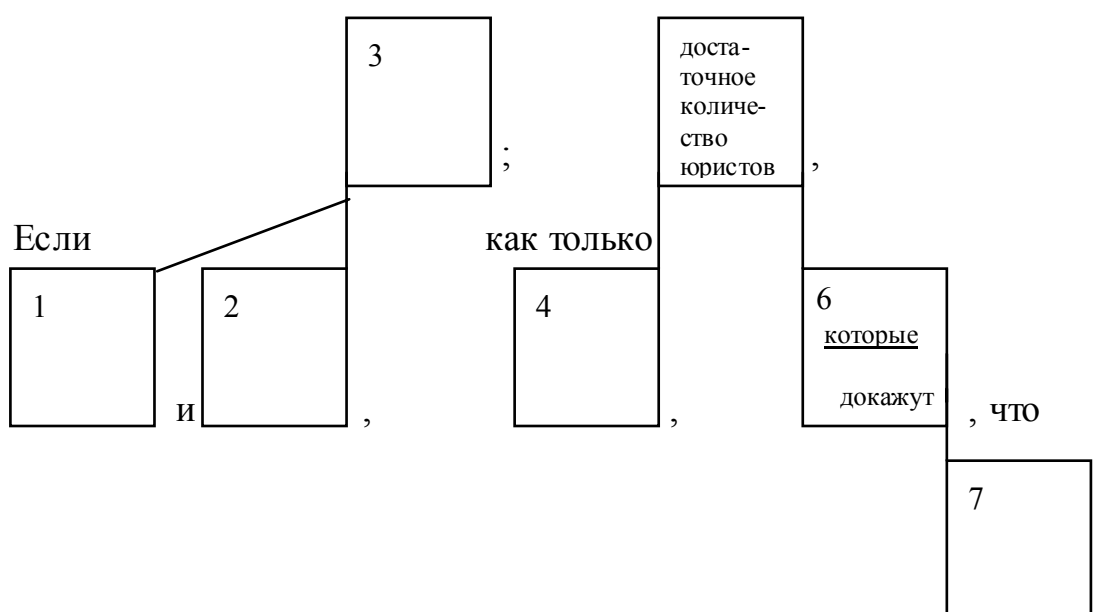 3
доста-
точное
количе-
ство
юристов
;
,
Если
как только
1
2
4
6
которые
докажут
и
,
,
, что
7